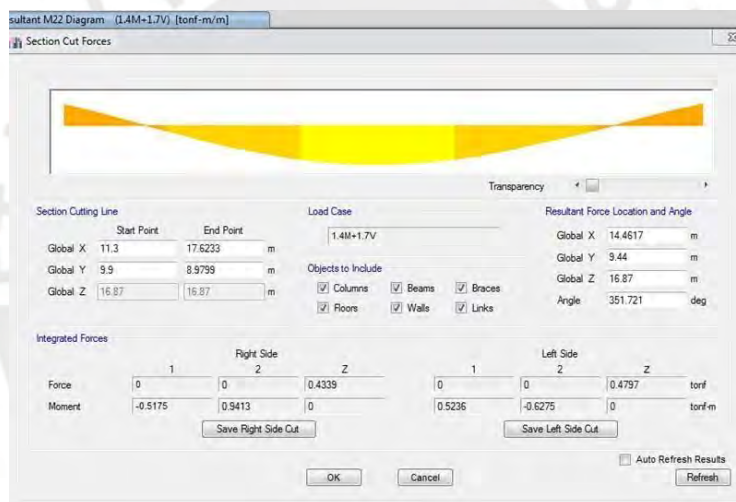 sultant M22 Diagram (1.4M+1.7V) [tonf-m/m]
Section Cut Forces
Transparency
Section Cutting Line
Start Point End Point
Global X 11.3 17.6233 m
Global Y 9.9 8.9799 m
Global Z 16.87 16.87 m
Load Case
1.4M+1.7V
Objects to Include
Columns Beams Braces
Floors Walls Links
Resultant Force Location and Angle
Global X 14.4617 m
Global Y 9.44 m
Global Z 16.87 m
Angle 351.721 deg
Integrated Forces
Right Side Left Side
1 2 Z 1 2 Z
Force 0 0 0.4339 0 0 0.4797 tonf
Moment -0.5175 0.9413 0 0.5236 -0.6275 0 tonf-m
Save Right Side Cut Save Left Side Cut
Auto Refresh Results
OK Cancel Refresh